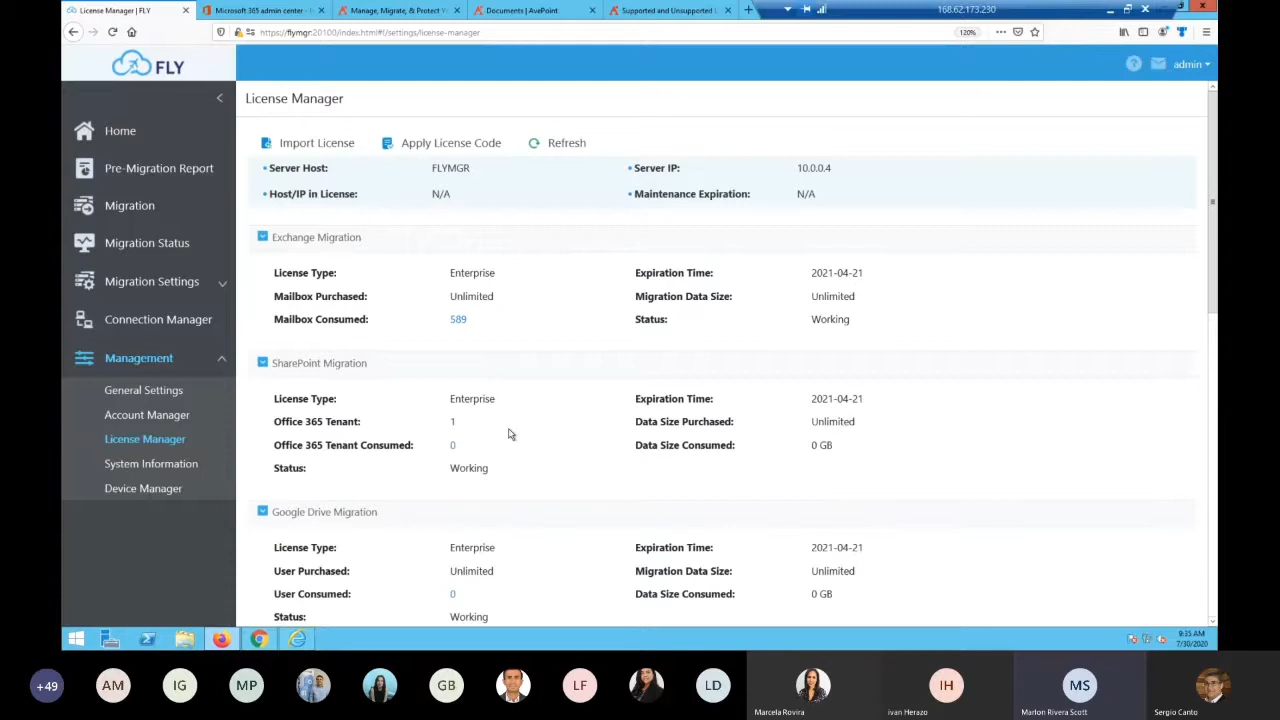 License Manager | FLY
Microsoft 365 admin center -
Manage, Migrate, & Protect
Documents | AvePoint
Supported and Unsupported
168.62.173.230
https://flymgr:20100/index.html#/settings/license-manager
120%
FLY
admin
License Manager
Home
Pre-Migration Report
Migration
Migration Status
Migration Settings
Connection Manager
Management
General Settings
Account Manager
License Manager
System Information
Device Manager
Import License Apply License Code Refresh
Server Host: FLYMGR Server IP: 10.0.0.4
Host/IP in License: N/A Maintenance Expiration: N/A
Exchange Migration
License Type: Enterprise Expiration Time: 2021-04-21
Mailbox Purchased: Unlimited Migration Data Size: Unlimited
Mailbox Consumed: 589 Status: Working
SharePoint Migration
License Type: Enterprise Expiration Time: 2021-04-21
Office 365 Tenant: 1 Data Size Purchased: Unlimited
Office 365 Tenant Consumed: 0 Data Size Consumed: 0 GB
Status: Working
Google Drive Migration
License Type: Enterprise Expiration Time: 2021-04-21
User Purchased: Unlimited Migration Data Size: Unlimited
User Consumed: 0 Data Size Consumed: 0 GB
Status: Working
9:35 AM
7/30/2020
+49 AM IG MP GB LF LD IH MS
Marcela Rovira ivan Herazo Marlon Rivera Scott Sergio Canto